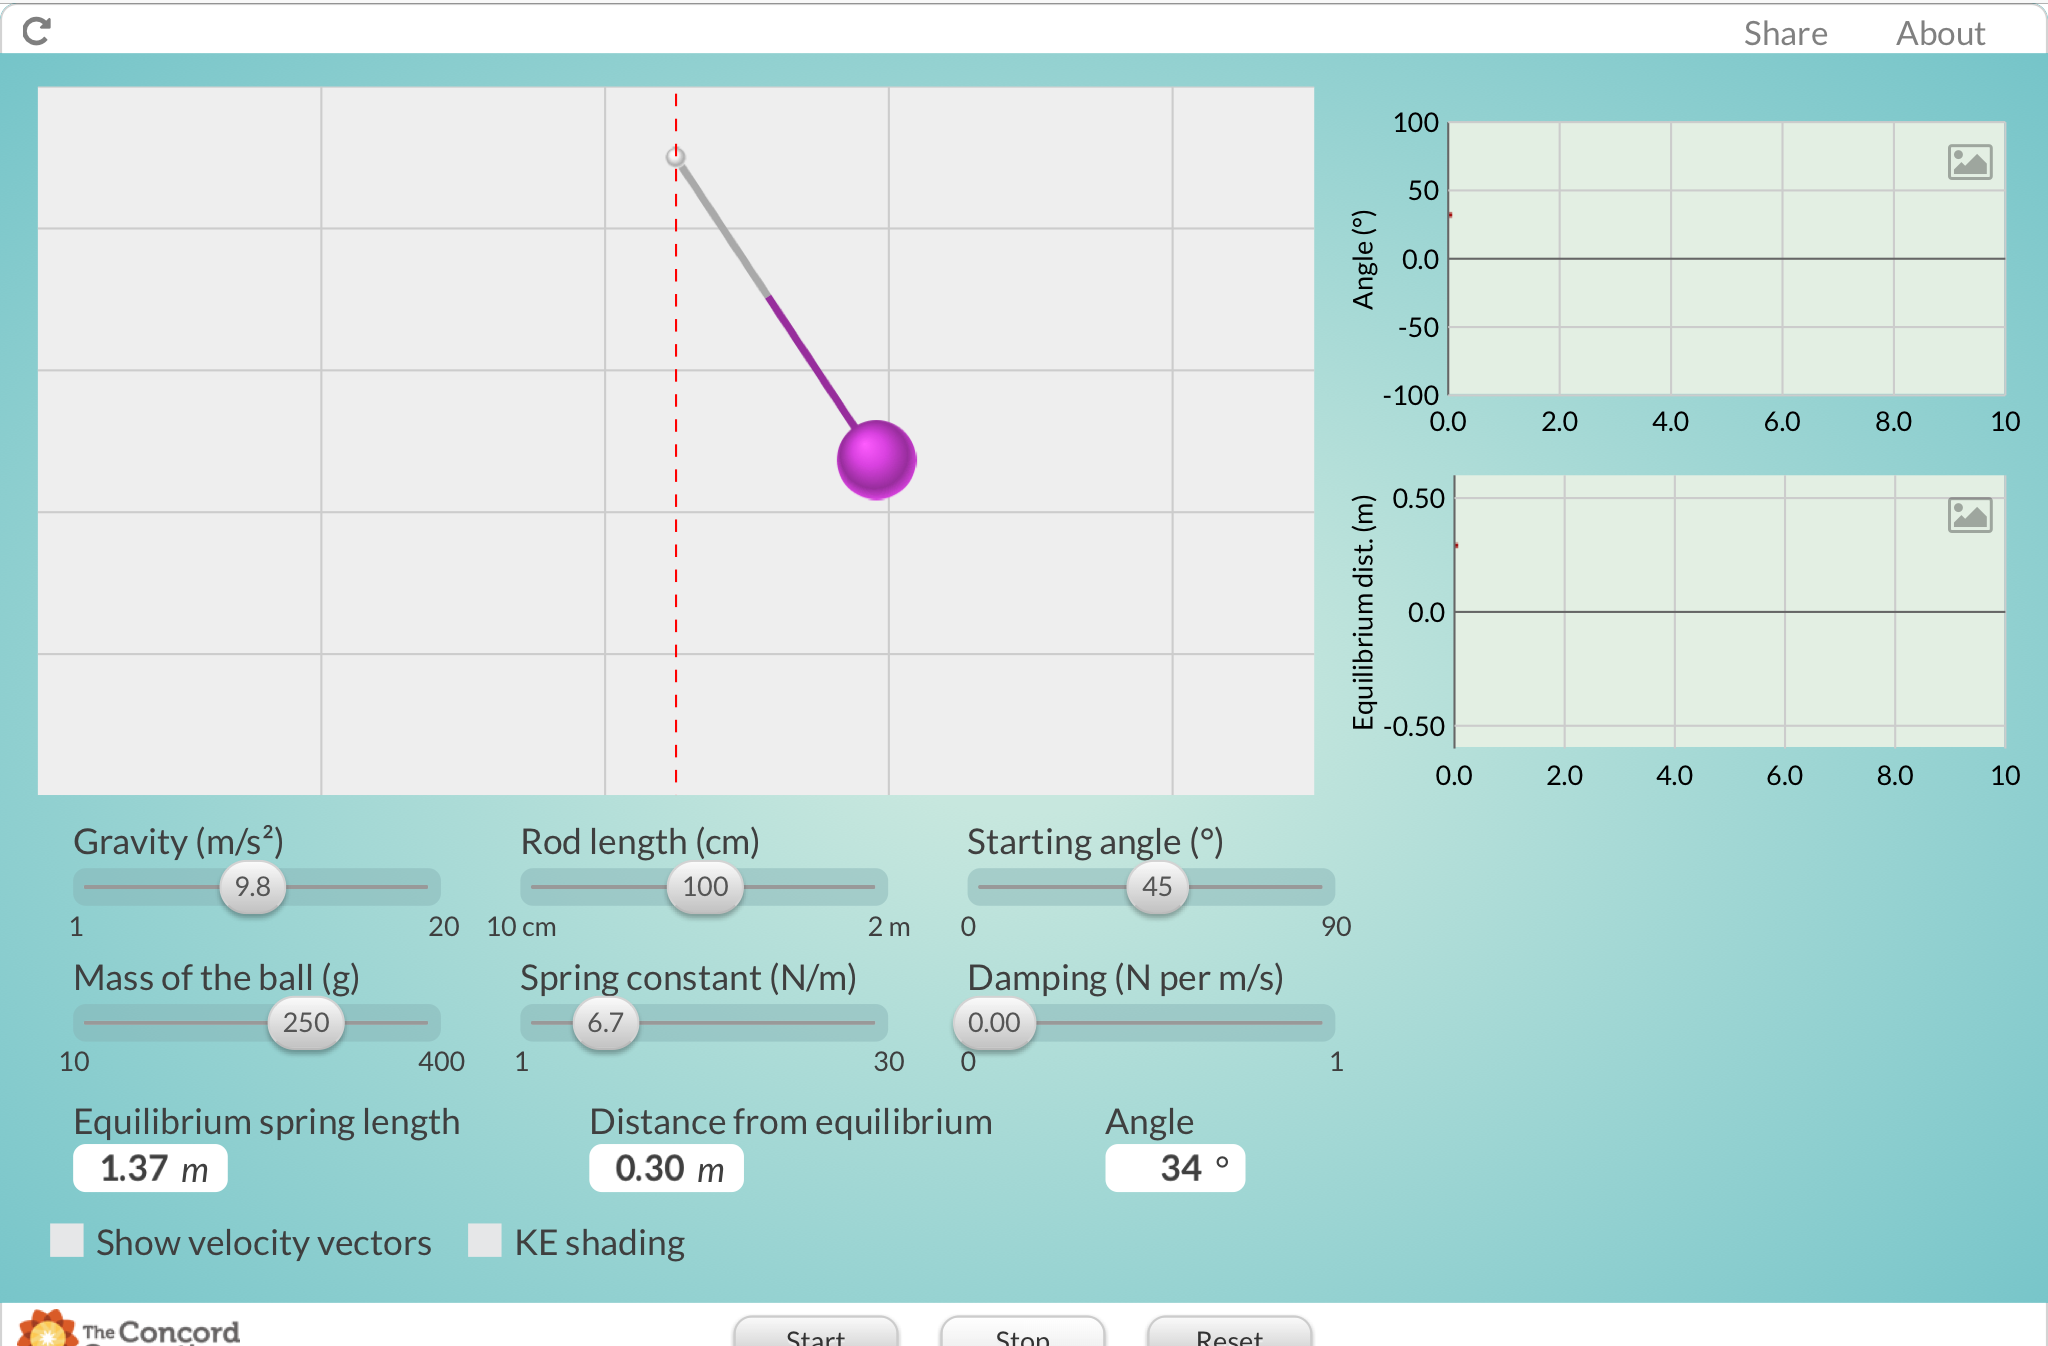 Share About
100
50
0.0
-50
-100
Angle (°)
0.0 2.0 4.0 6.0 8.0 10
0.50
0.0
-0.50
Equilibrium dist. (m)
0.0 2.0 4.0 6.0 8.0 10
Gravity (m/s²) Rod length (cm) Starting angle (°)
9.8 100 45
1 20 10 cm 2 m 0 90
Mass of the ball (g) Spring constant (N/m) Damping (N per m/s)
250 6.7 0.00
10 400 1 30 0 1
Equilibrium spring length Distance from equilibrium Angle
1.37 m 0.30 m 34 °
Show velocity vectors KE shading
The Concord
Start Stop Reset